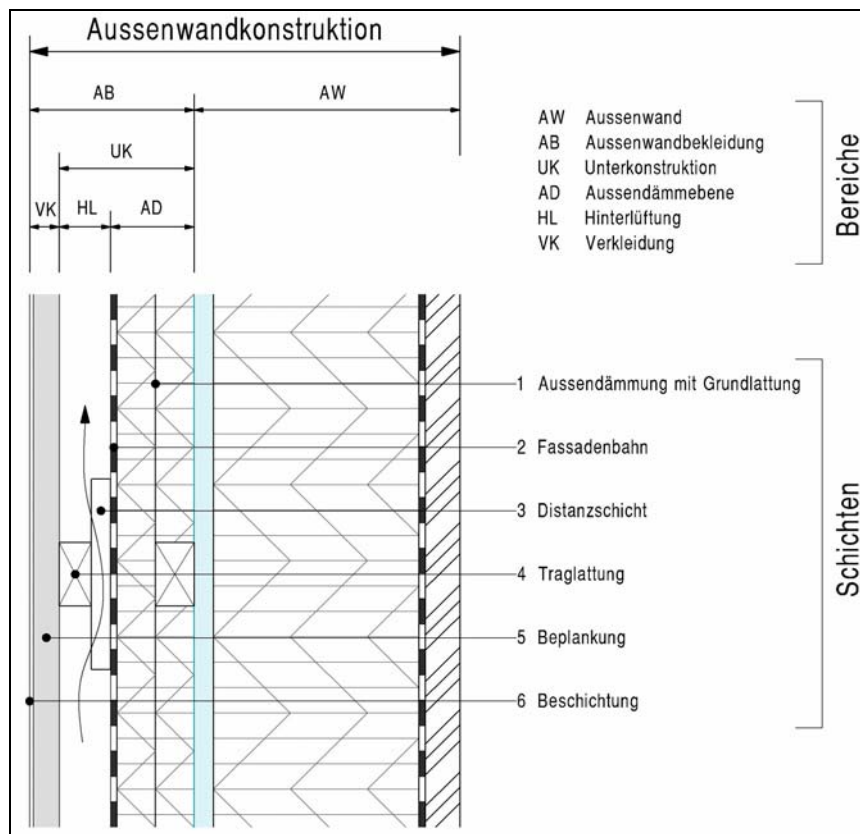 Aussenwandkonstruktion
AB AW
UK
VK HL AD
AW Aussenwand
AB Aussenwandbekleidung
UK Unterkonstruktion
AD Aussendämmebene
HL Hinterlüftung
VK Verkleidung
Bereiche
1 Aussendämmung mit Grundlattung
2 Fassadenbahn
3 Distanzschicht
4 Traglattung
5 Beplankung
6 Beschichtung
Schichten